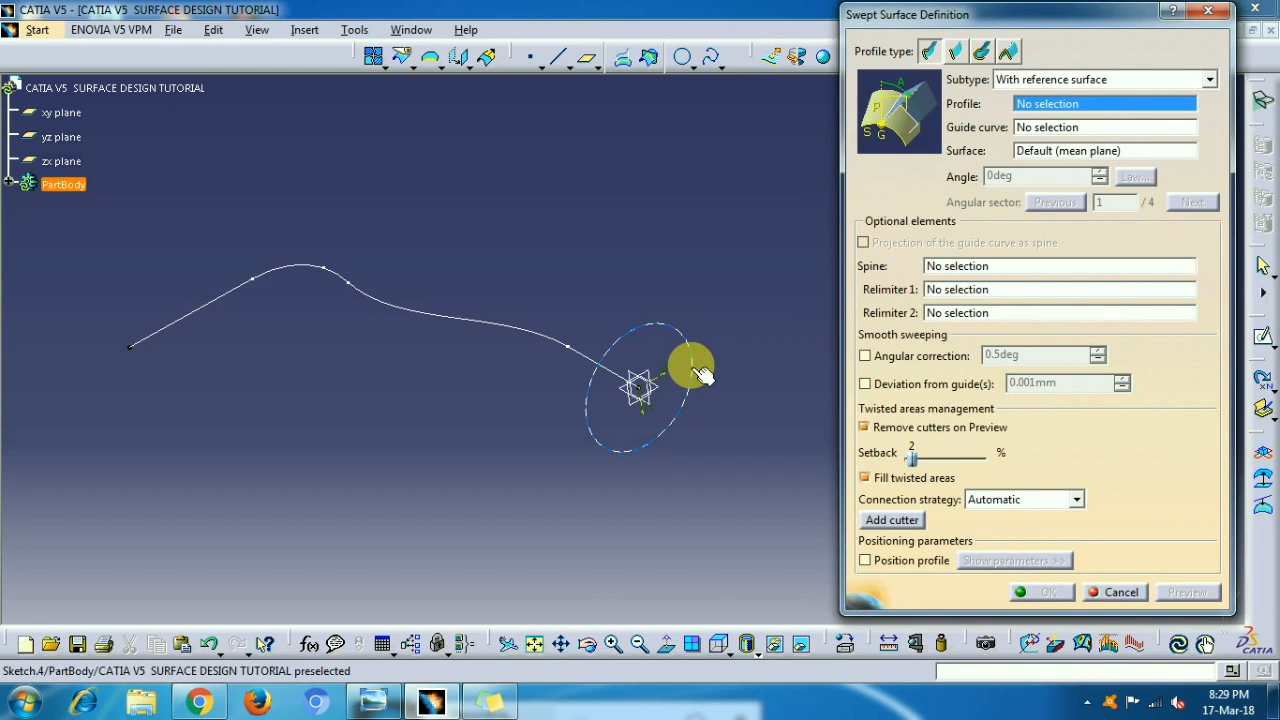 CATIA V5 - [CATIA V5 SURFACE DESIGN TUTORIAL]
Start ENOVIA V5 VPM File Edit View Insert Tools Window Help
CATIA V5 SURFACE DESIGN TUTORIAL
xy plane
yz plane
zx plane
PartBody
Swept Surface Definition
Profile type:
Subtype: With reference surface
Profile: No selection
Guide curve: No selection
Surface: Default (mean plane)
Angle: 0deg Law...
Angular sector: Previous 1 / 4 Next
Optional elements
Projection of the guide curve as spine
Spine: No selection
Relimiter 1: No selection
Relimiter 2: No selection
Smooth sweeping
Angular correction: 0.5deg
Deviation from guide(s): 0.001mm
Twisted areas management
Remove cutters on Preview
Setback 2 %
Fill twisted areas
Connection strategy: Automatic
Add cutter
Positioning parameters
Position profile Show parameters >>
OK Cancel Preview
A
P
S G
f(x)
CATIA
Sketch.4/PartBody/CATIA V5 SURFACE DESIGN TUTORIAL preselected
8:29 PM
17-Mar-18